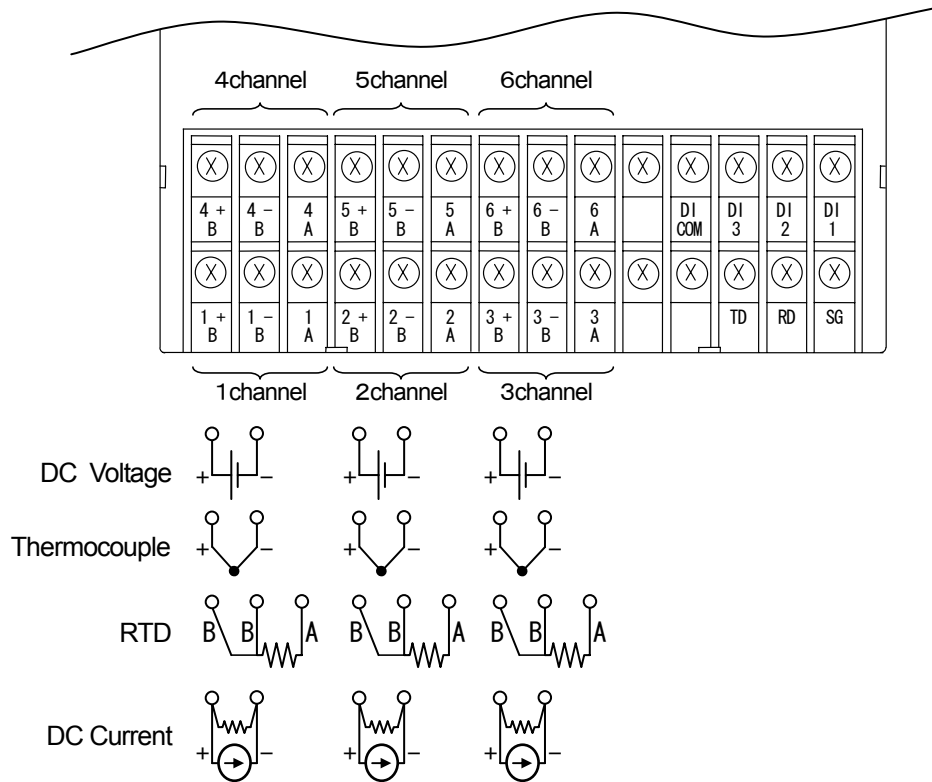 4channel 5channel 6channel
4 + 4 - 4 5 + 5 - 5 6 + 6 - 6 DI DI DI DI
B B A B B A B B A COM 3 2 1
1 + 1 - 1 2 + 2 - 2 3 + 3 - 3 TD RD SG
B B A B B A B B A
1channel 2channel 3channel
DC Voltage + − + − + −
Thermocouple + − + − + −
RTD B B A B B A B B A
DC Current + − + − + −